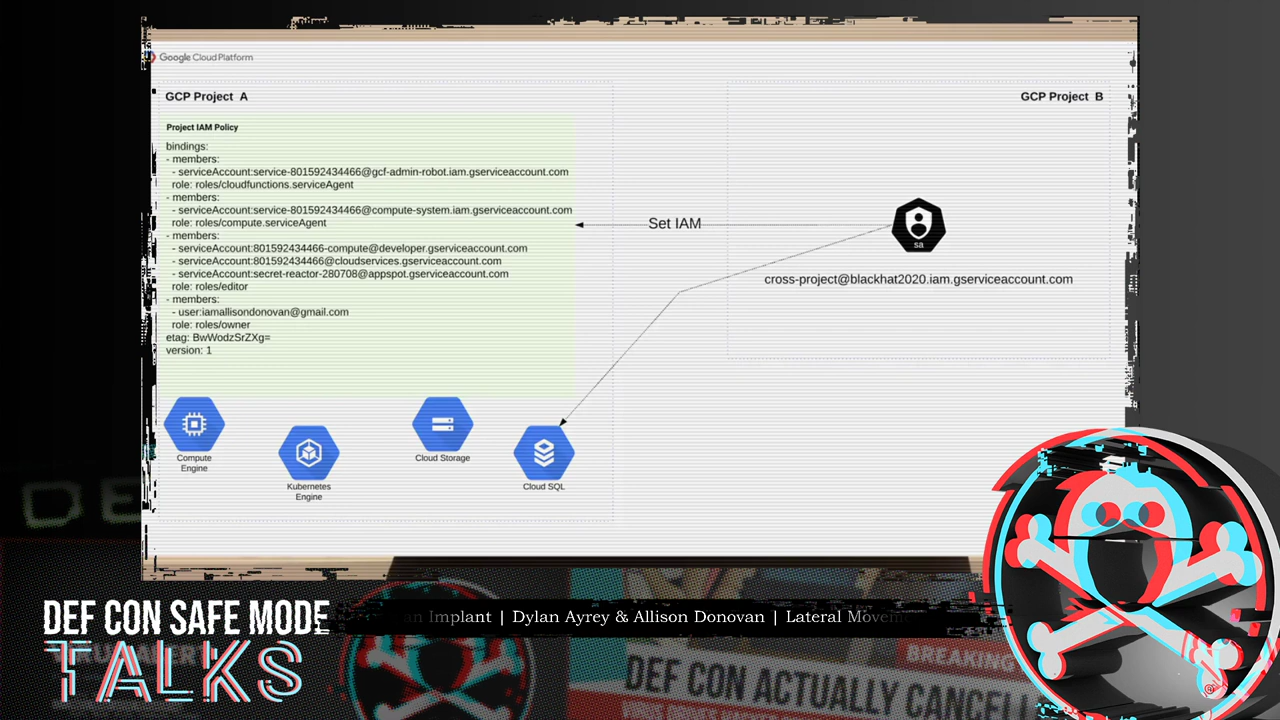 Google Cloud Platform
GCP Project A
GCP Project B
Project IAM Policy
bindings:
- members:
- serviceAccount:service-801592434466@gcf-admin-robot.iam.gserviceaccount.com
role: roles/cloudfunctions.serviceAgent
- members:
- serviceAccount:service-801592434466@compute-system.iam.gserviceaccount.com
role: roles/compute.serviceAgent
- members:
- serviceAccount:801592434466-compute@developer.gserviceaccount.com
- serviceAccount:801592434466@cloudservices.gserviceaccount.com
- serviceAccount:secret-reactor-280708@appspot.gserviceaccount.com
role: roles/editor
- members:
- user:iamallisondonovan@gmail.com
role: roles/owner
etag: BwWodzSrZXg=
version: 1
Set IAM
sa
cross-project@blackhat2020.iam.gserviceaccount.com
Compute
Engine
Kubernetes
Engine
Cloud Storage
Cloud SQL
DEF CON SAFE MODE
TALKS
an Implant | Dylan Ayrey & Allison Donovan | Lateral Movem
BREAKING
DEF CON ACTUALLY CANCELL